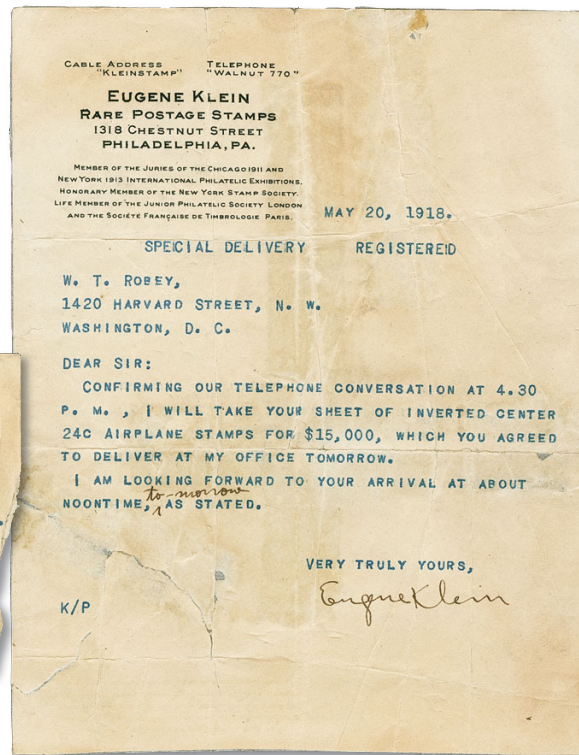 CABLE ADDRESS TELEPHONE
"KLEINSTAMP" "WALNUT 770"
EUGENE KLEIN
RARE POSTAGE STAMPS
1318 CHESTNUT STREET
PHILADELPHIA, PA.
MEMBER OF THE JURIES OF THE CHICAGO 1911 AND
NEW YORK 1913 INTERNATIONAL PHILATELIC EXHIBITIONS.
HONORARY MEMBER OF THE NEW YORK STAMP SOCIETY.
LIFE MEMBER OF THE JUNIOR PHILATELIC SOCIETY LONDON
AND THE SOCIÉTÉ FRANÇAISE DE TIMBROLOGIE PARIS.
MAY 20, 1918.
SPECIAL DELIVERY REGISTERED
W. T. ROBEY,
1420 HARVARD STREET, N. W.
WASHINGTON, D. C.
DEAR SIR:
CONFIRMING OUR TELEPHONE CONVERSATION AT 4.30
P. M., I WILL TAKE YOUR SHEET OF INVERTED CENTER
24C AIRPLANE STAMPS FOR $15,000, WHICH YOU AGREED
TO DELIVER AT MY OFFICE TOMORROW.
I AM LOOKING FORWARD TO YOUR ARRIVAL AT ABOUT
to-morrow
NOONTIME, AS STATED.
VERY TRULY YOURS,
Eugene Klein
K/P